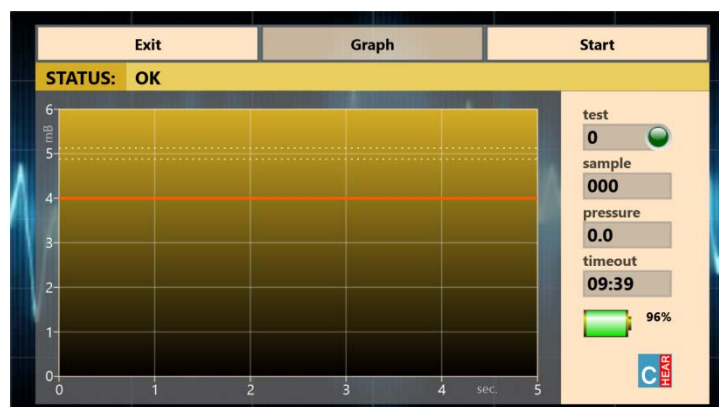 Exit Graph Start
STATUS: OK
6
mB
5
4
3
2
1
0
0 1 2 3 4 sec. 5
test
0
sample
000
pressure
0.0
timeout
09:39
96%
C HEAR